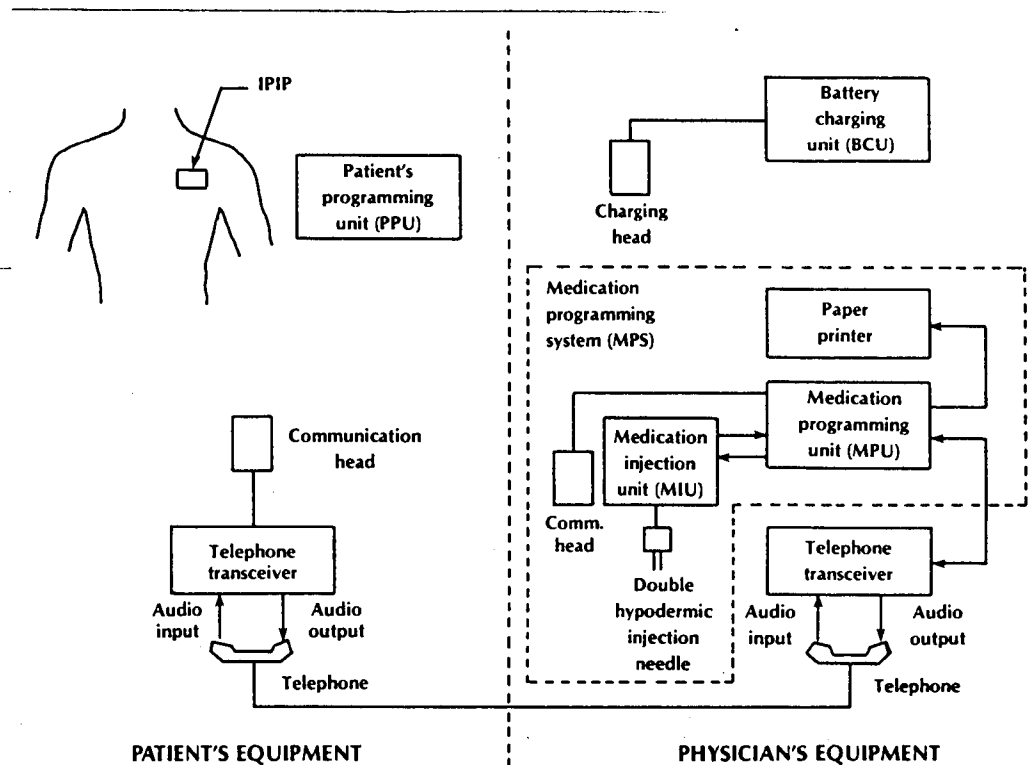 IPIP
Patient's
programming
unit (PPU)
Communication
head
Telephone
transceiver
Audio
input
Audio
output
Telephone
PATIENT'S EQUIPMENT
Battery
charging
unit (BCU)
Charging
head
Medication
programming
system (MPS)
Paper
printer
Medication
programming
unit (MPU)
Medication
injection
unit (MIU)
Comm.
head
Double
hypodermic
injection
needle
Telephone
transceiver
Audio
input
Audio
output
Telephone
PHYSICIAN'S EQUIPMENT